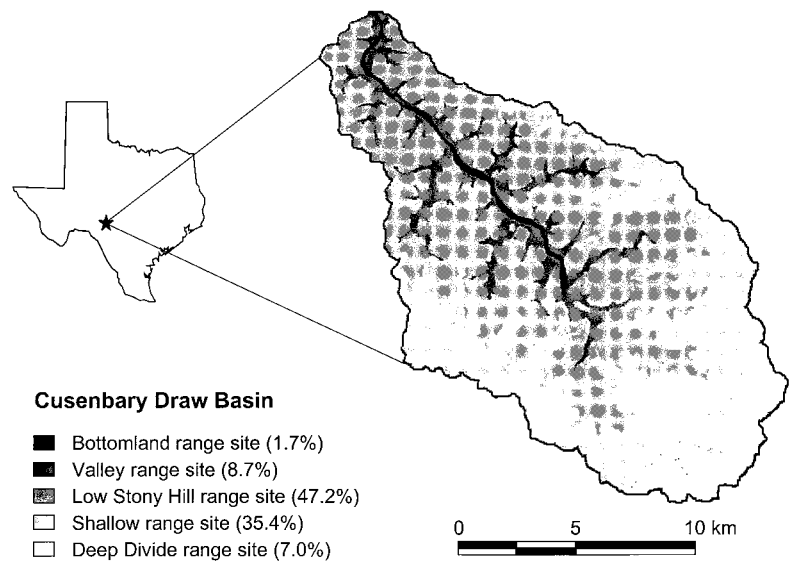 Cusenbary Draw Basin
Bottomland range site (1.7%)
Valley range site (8.7%)
Low Stony Hill range site (47.2%)
Shallow range site (35.4%)
Deep Divide range site (7.0%)
0 5 10 km